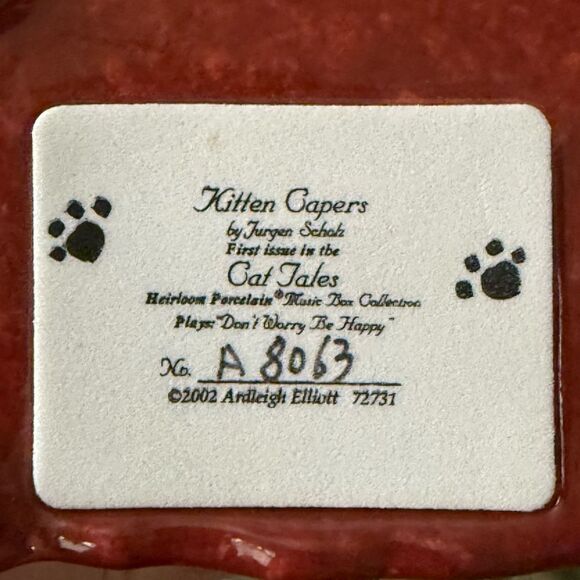 Kitten Capers
by Jurgen Scholz
First issue in the
Cat Tales
Heirloom Porcelain® Music Box Collection
Plays: "Don't Worry Be Happy"
No. A 8063
©2002 Ardleigh Elliott 72731